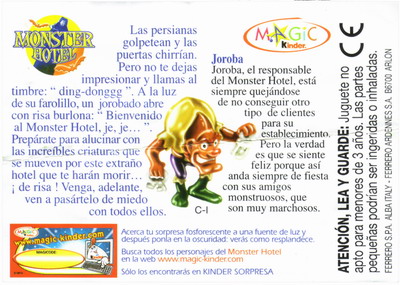 MONSTER
HOTEL
Las persianas
golpetean y las
puertas chirrían.
Pero no te dejas
impresionar y llamas al
timbre: “ ding-donggg ”. A la luz
de su farolillo, un jorobado abre
con risa burlona: “ Bienvenido
al Monster Hotel, je, je… ”.
Prepárate para alucinar con
las increíbles criaturas que
se mueven por este extraño
hotel que te harán morir…
¡ de risa ! Venga, adelante,
ven a pasártelo de miedo
con todos ellos.
MAGIC
Kinder
Joroba
Joroba, el responsable
del Monster Hotel, está
siempre quejándose
de no conseguir otro
tipo de clientes
para su
establecimiento.
Pero la verdad
es que se siente
feliz porque así
anda siempre de fiesta
con sus amigos
monstruosos, que
son muy marchosos.
C-I
MAGIC
Kinder
www.magic-kinder.com
MAGICODE
Acerca tu sorpresa fosforescente a una fuente de luz y
después ponla en la oscuridad: verás como resplandece.
Busca todos los personajes del Monster Hotel
en la web www.magic-kinder.com
Sólo los encontrarás en KINDER SORPRESA
CE
ATENCIÓN, LEA Y GUARDE: Juguete no
apto para menores de 3 años. Las partes
pequeñas podrían ser ingeridas o inhaladas.
FERRERO S.P.A. ALBA ITALY - FERRERO ARDENNES S.A. B6700 ARLON